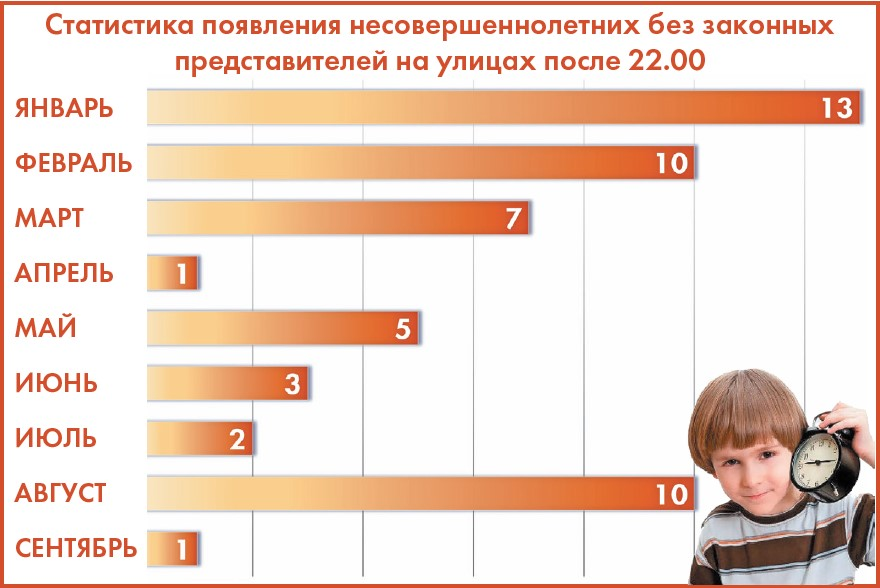 Статистика появления несовершеннолетних без законных
представителей на улицах после 22.00
ЯНВАРЬ 13
ФЕВРАЛЬ 10
МАРТ 7
АПРЕЛЬ 1
МАЙ 5
ИЮНЬ 3
ИЮЛЬ 2
АВГУСТ 10
СЕНТЯБРЬ 1